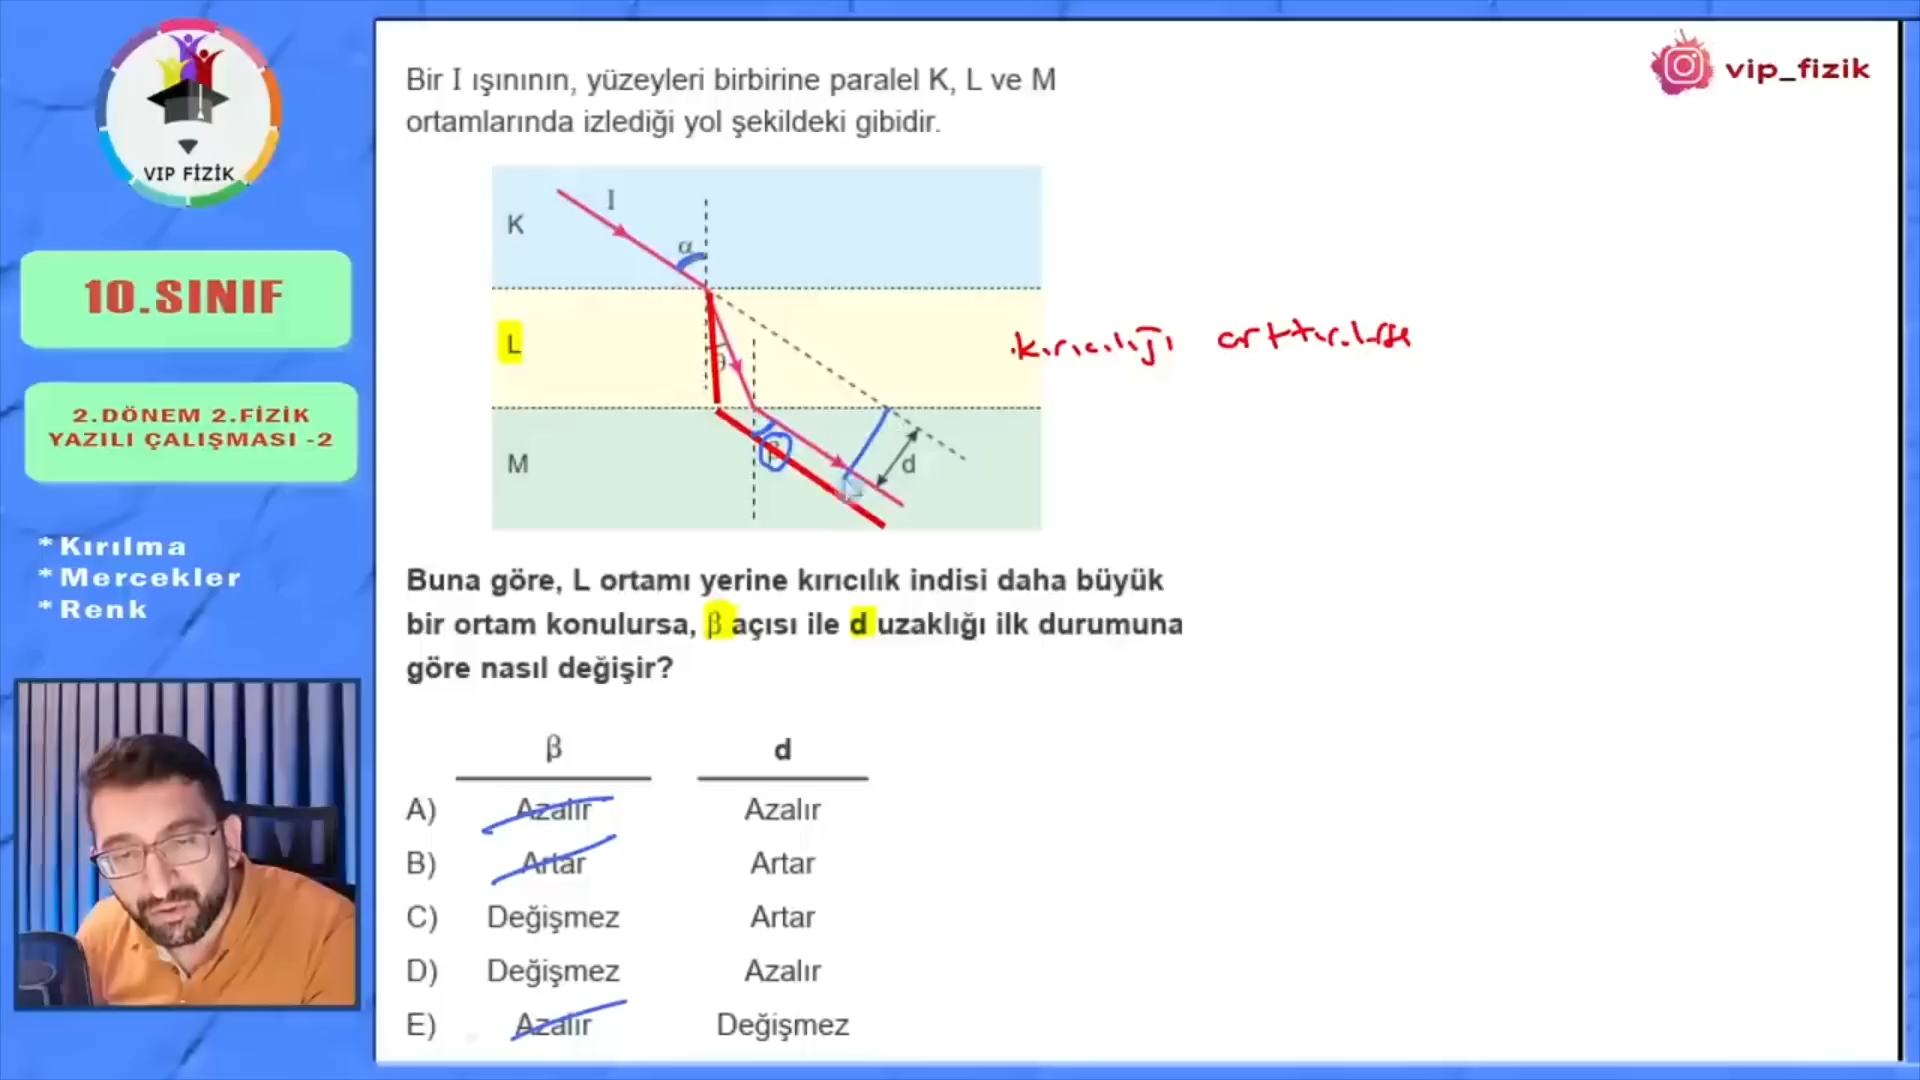 VIP FİZİK
10.SINIF
2.DÖNEM 2.FİZİK
YAZILI ÇALIŞMASI -2
* Kırılma
* Mercekler
* Renk
vip_fizik
Bir I ışınının, yüzeyleri birbirine paralel K, L ve M
ortamlarında izlediği yol şekildeki gibidir.
K
I
α
L
θ
kırıcılığı arttırılırsa
M
β
d
Buna göre, L ortamı yerine kırıcılık indisi daha büyük
bir ortam konulursa, β açısı ile d uzaklığı ilk durumuna
göre nasıl değişir?
β d
A) Azalır Azalır
B) Artar Artar
C) Değişmez Artar
D) Değişmez Azalır
E) Azalır Değişmez